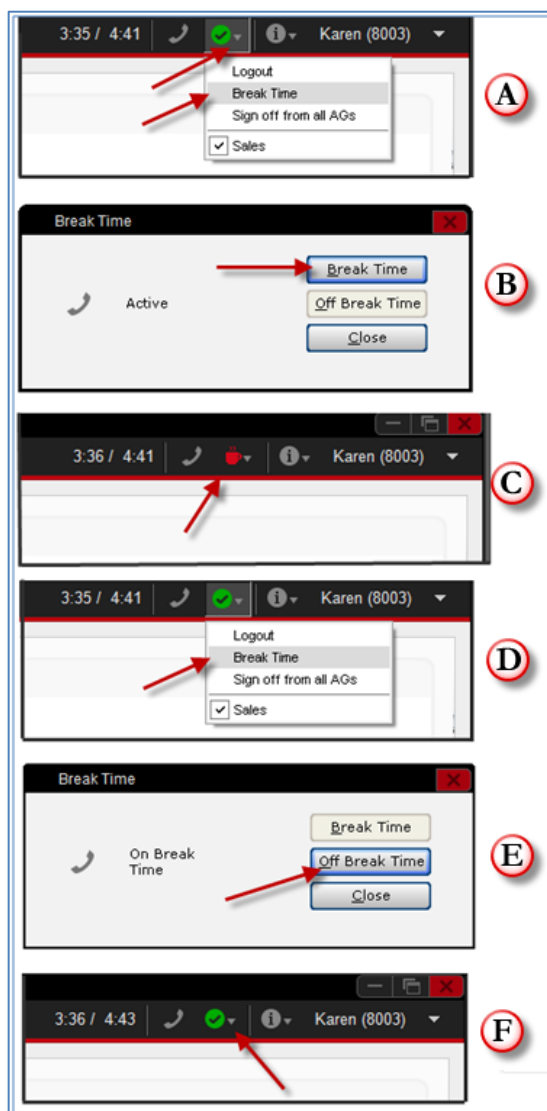 3:35 / 4:41 Karen (8003)
Logout
Break Time
Sign off from all AGs
Sales
A
Break Time
Break Time
Active
Off Break Time
Close
B
3:36 / 4:41 Karen (8003)
C
3:35 / 4:41 Karen (8003)
Logout
Break Time
Sign off from all AGs
Sales
D
Break Time
Break Time
On Break
Time
Off Break Time
Close
E
3:36 / 4:43 Karen (8003)
F